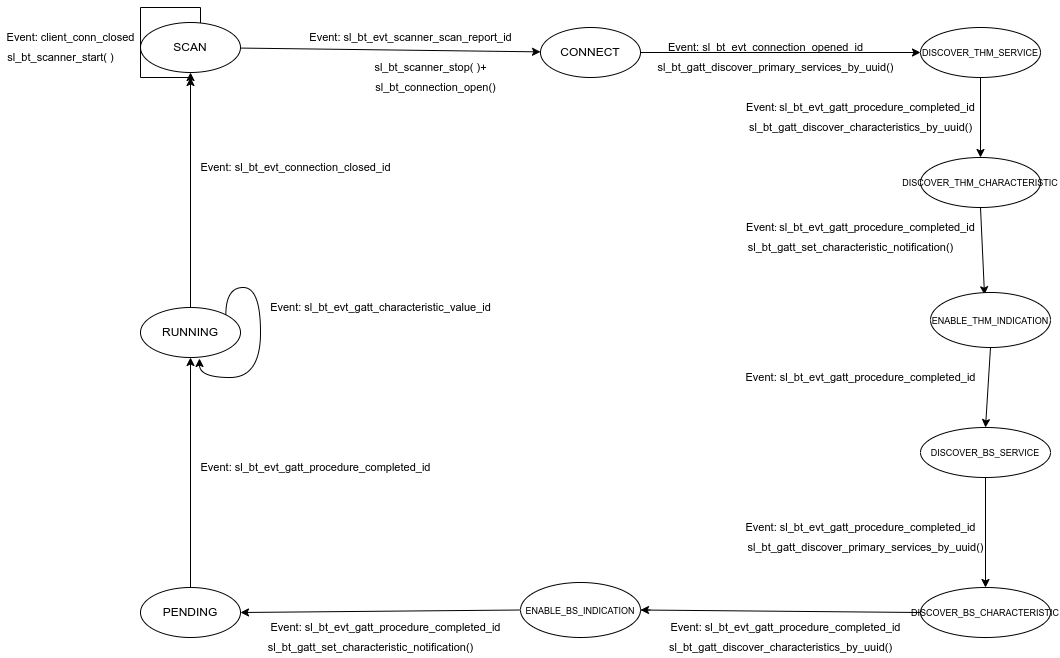 Event: client_conn_closed
sl_bt_scanner_start( )
SCAN
Event: sl_bt_evt_scanner_scan_report_id
sl_bt_scanner_stop( )+
sl_bt_connection_open()
CONNECT
Event: sl_bt_evt_connection_opened_id
sl_bt_gatt_discover_primary_services_by_uuid()
DISCOVER_THM_SERVICE
Event: sl_bt_evt_gatt_procedure_completed_id
sl_bt_gatt_discover_characteristics_by_uuid()
Event: sl_bt_evt_connection_closed_id
DISCOVER_THM_CHARACTERISTIC
Event: sl_bt_evt_gatt_procedure_completed_id
sl_bt_gatt_set_characteristic_notification()
Event: sl_bt_evt_gatt_characteristic_value_id
RUNNING
ENABLE_THM_INDICATION
Event: sl_bt_evt_gatt_procedure_completed_id
DISCOVER_BS_SERVICE
Event: sl_bt_evt_gatt_procedure_completed_id
Event: sl_bt_evt_gatt_procedure_completed_id
sl_bt_gatt_discover_primary_services_by_uuid()
PENDING
ENABLE_BS_INDICATION
DISCOVER_BS_CHARACTERISTIC
Event: sl_bt_evt_gatt_procedure_completed_id
sl_bt_gatt_set_characteristic_notification()
Event: sl_bt_evt_gatt_procedure_completed_id
sl_bt_gatt_discover_characteristics_by_uuid()